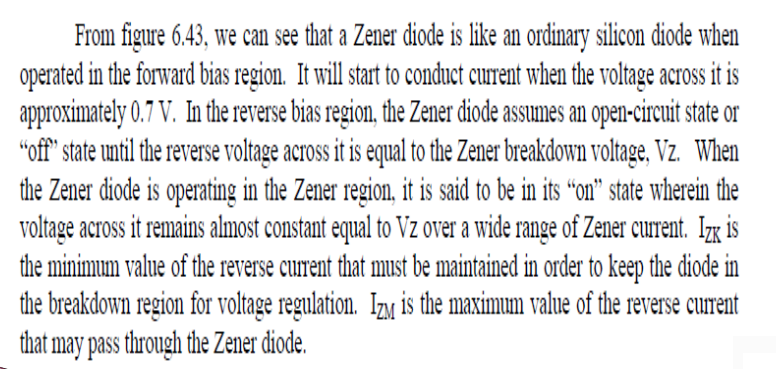 From figure 6.43, we can see that a Zener diode is like an ordinary silicon diode when
operated in the forward bias region. It will start to conduct current when the voltage across it is
approximately 0.7 V. In the reverse bias region, the Zener diode assumes an open-circuit state or
“off” state until the reverse voltage across it is equal to the Zener breakdown voltage, Vz. When
the Zener diode is operating in the Zener region, it is said to be in its “on” state wherein the
voltage across it remains almost constant equal to Vz over a wide range of Zener current. IZK is
the minimum value of the reverse current that must be maintained in order to keep the diode in
the breakdown region for voltage regulation. IZM is the maximum value of the reverse current
that may pass through the Zener diode.